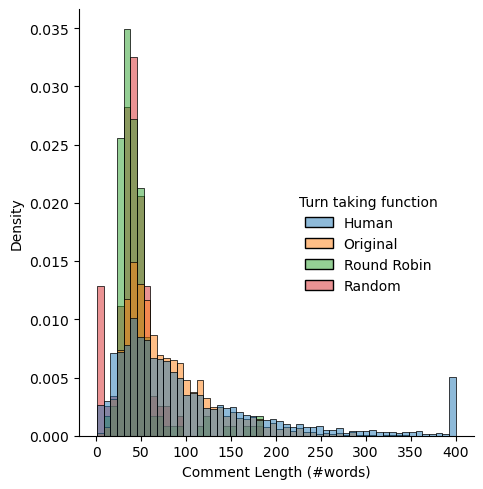 0.035
0.030
0.025
0.020
0.015
0.010
0.005
0.000
Density
Turn taking function
Human
Original
Round Robin
Random
0 50 100 150 200 250 300 350 400
Comment Length (#words)